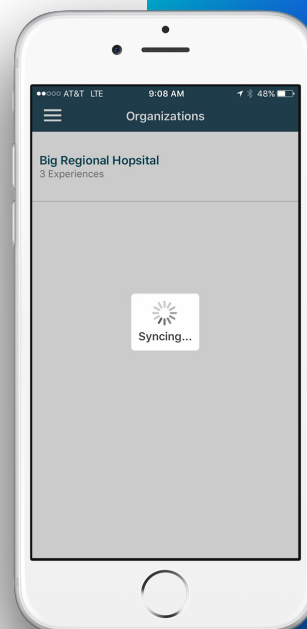 ●●○○○ AT&T LTE 9:08 AM 48%
Organizations
Big Regional Hopsital
3 Experiences
Syncing...